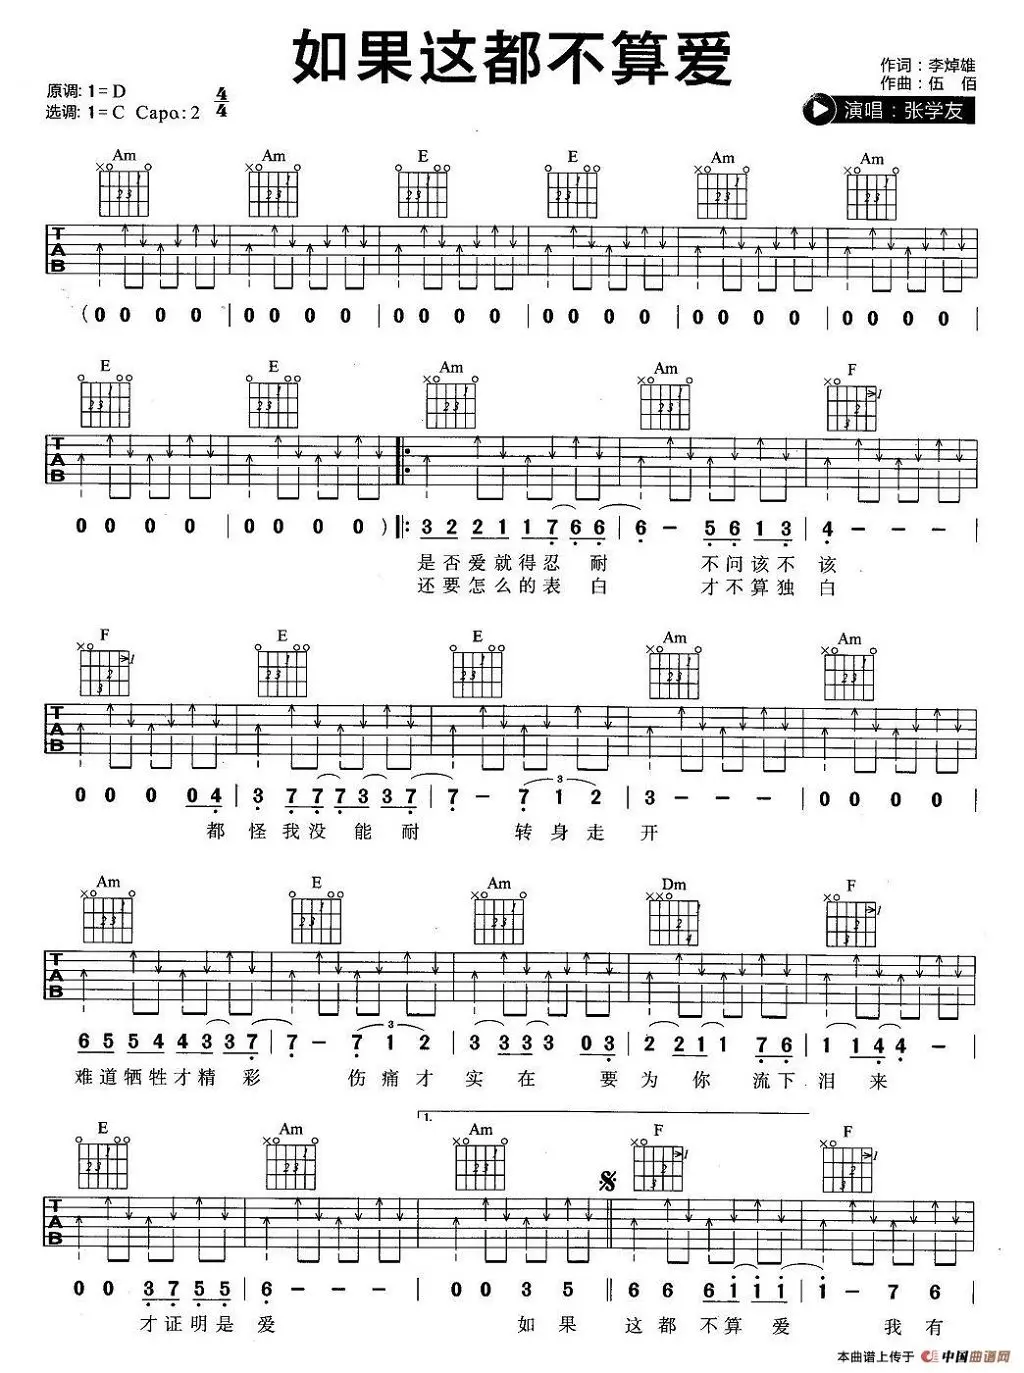 如果这都不算爱
作词：李焯雄
作曲：伍 佰
原调: 1=D 4/4
选调: 1=C Capo: 2
演唱：张学友
Am Am E E Am Am
TAB
(0 0 0 0 | 0 0 0 0 | 0 0 0 0 | 0 0 0 0 | 0 0 0 0 | 0 0 0 0 |
E E Am Am F
TAB
0 0 0 0 | 0 0 0 0 ) |: 3 2 2 1 1 1 7 6 6 | 6 - 5 6 1 3 | 4 -
是否爱就得忍耐 不问该不该
还要怎么的表白 才不算独白
F E E Am Am
TAB
0 0 0 0 4 | 3 7 7 7 3 3 7 | 7 - 7 1 2 | 3 - - - | 0 0 0 0 |
都怪我没能耐 转身走开
Am E Am Dm F
TAB
6 5 5 4 4 3 3 7 | 7 - 7 1 2 | 3 3 3 3 0 3 | 2 2 1 1 7 6 | 1 1 4 4 - |
难道牺牲才精彩 伤痛才实在 要为你流下泪来
1.
E Am Am F F
TAB
0 0 3 7 5 5 | 6 - - - | 0 0 3 5 || 6 6 6 1 1 1 | 1 - 7 6
才证明是爱 如果这都不算爱 我有
本曲谱上传于 中国曲谱网